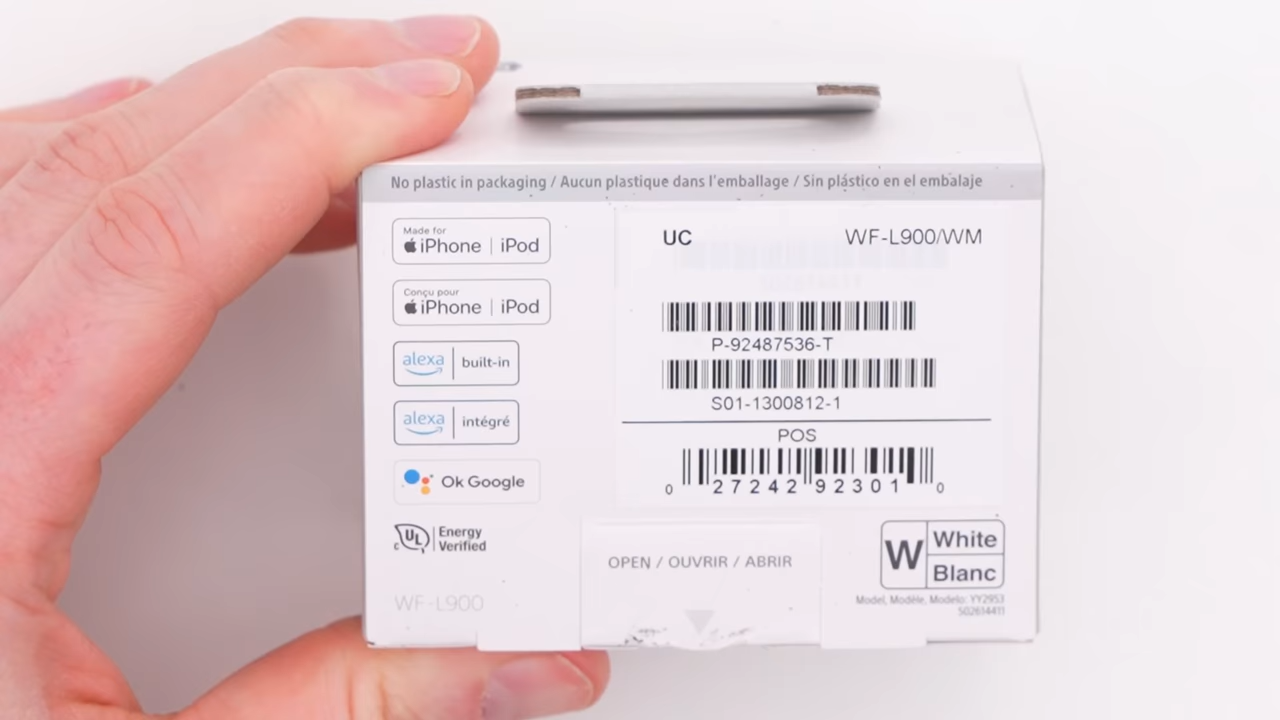 No plastic in packaging / Aucun plastique dans l'emballage / Sin plástico en el embalaje
Made for
iPhone | iPod
Conçu pour
iPhone | iPod
alexa | built-in
alexa | intégré
Ok Google
c UL | Energy Verified
WF-L900
UC WF-L900/WM
P-92487536-T
S01-1300812-1
POS
0 27242 92301 0
OPEN / OUVRIR / ABRIR
W White
Blanc
Model, Modèle, Modelo: YY2953
502614411